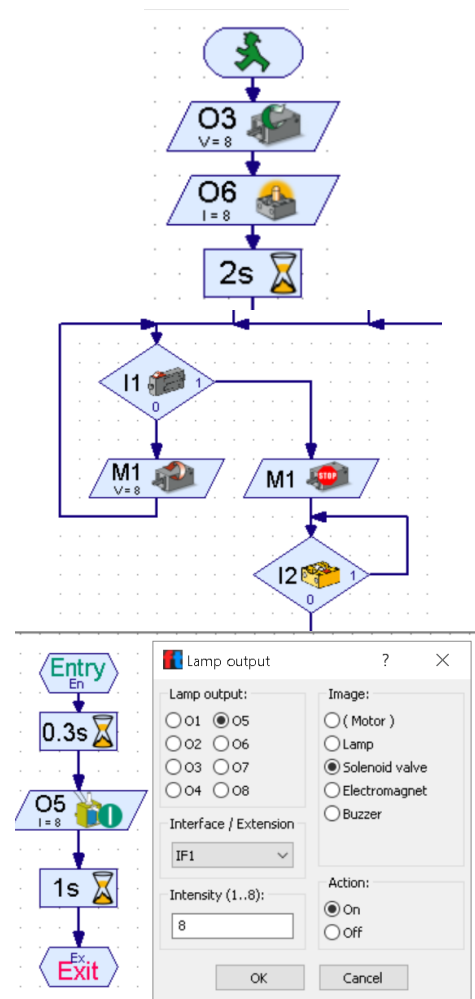 O3
V = 8
O6
I = 8
2s
I1
1
0
M1
V = 8
M1
STOP
I2
1
0
Entry
En
0.3s
O5
I = 8
1s
Ex
Exit
Lamp output
?
Lamp output:
O1 O5
O2 O6
O3 O7
O4 O8
Interface / Extension
IF1
Intensity (1..8):
8
Image:
( Motor )
Lamp
Solenoid valve
Electromagnet
Buzzer
Action:
On
Off
OK
Cancel